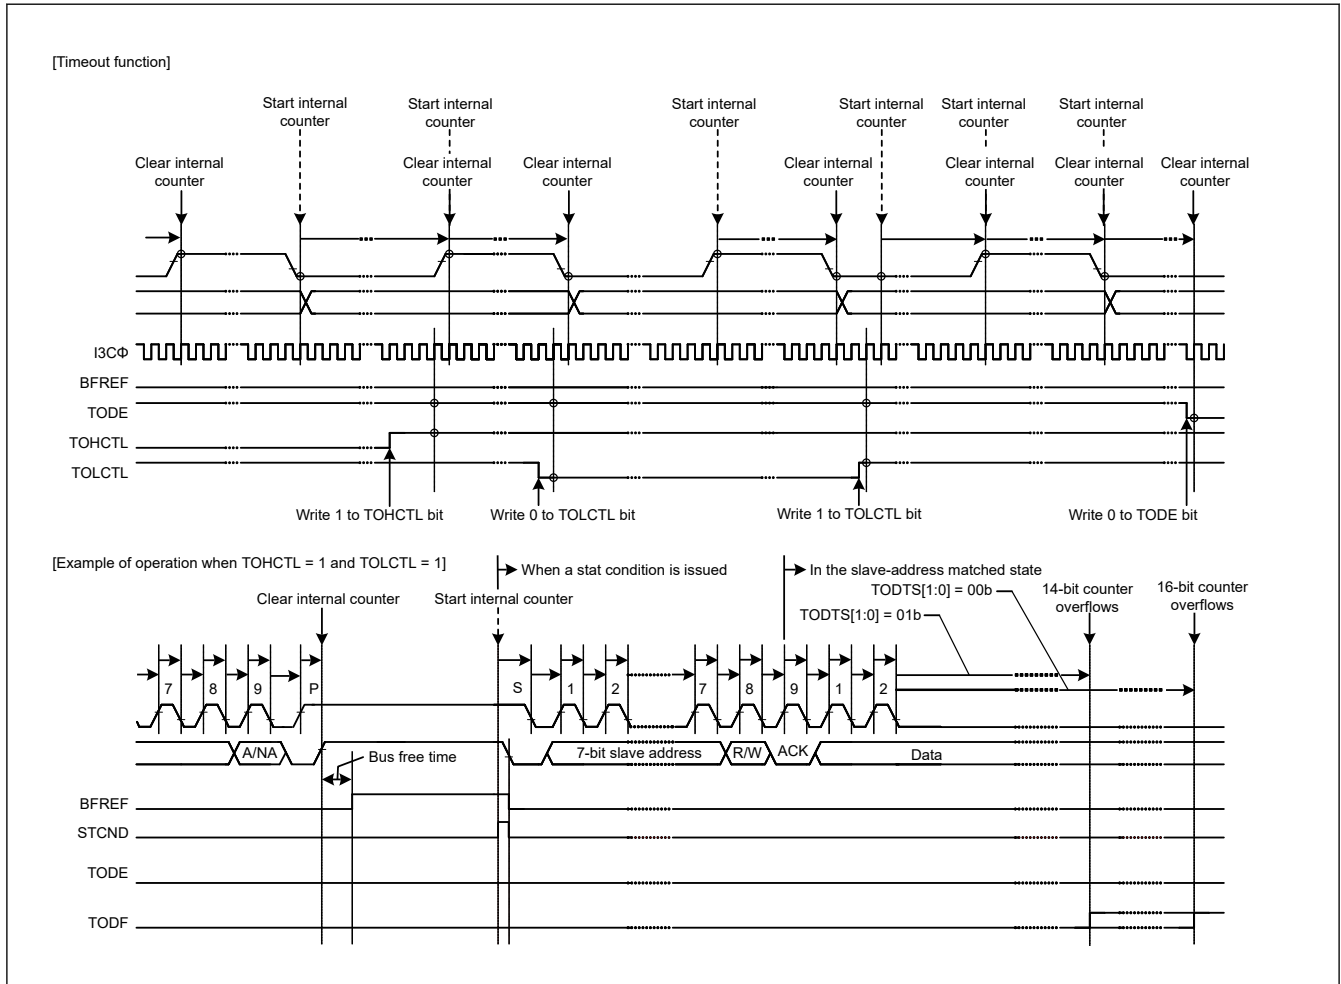 [Timeout function]
Start internal
counter
Start internal
counter
Start internal
counter
Start internal
counter
Start internal
counter
Start internal
counter
Clear internal
counter
Clear internal
counter
Clear internal
counter
Clear internal
counter
Clear internal
counter
Clear internal
counter
Clear internal
counter
I3CΦ
BFREF
TODE
TOHCTL
TOLCTL
Write 1 to TOHCTL bit
Write 0 to TOLCTL bit
Write 1 to TOLCTL bit
Write 0 to TODE bit
[Example of operation when TOHCTL = 1 and TOLCTL = 1]
When a stat condition is issued
In the slave-address matched state
TODTS[1:0] = 00b
TODTS[1:0] = 01b
14-bit counter
overflows
16-bit counter
overflows
Clear internal counter
Start internal counter
7 8 9 P S 1 2 7 8 9 1 2
A/NA
Bus free time
7-bit slave address
R/W
ACK
Data
BFREF
STCND
TODE
TODF